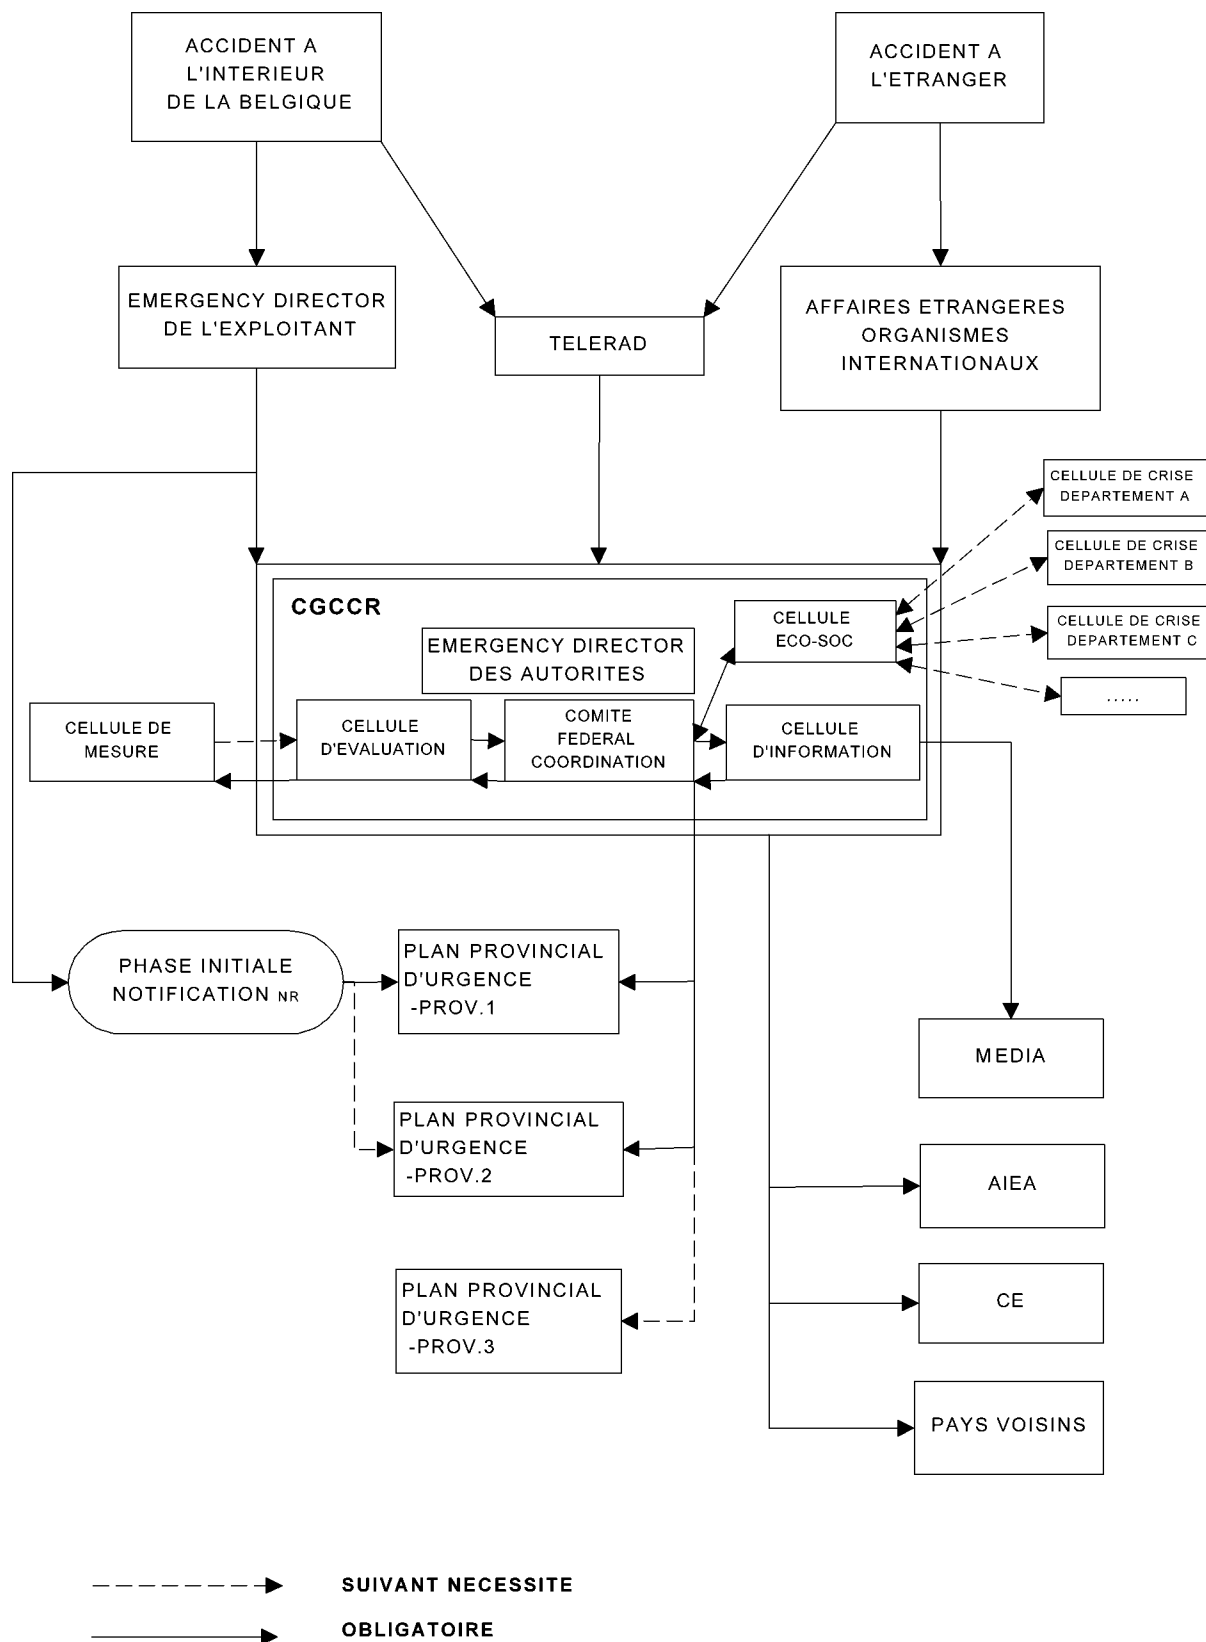 ACCIDENT A
L'INTERIEUR
DE LA BELGIQUE
ACCIDENT A
L'ETRANGER
EMERGENCY DIRECTOR
DE L'EXPLOITANT
TELERAD
AFFAIRES ETRANGERES
ORGANISMES
INTERNATIONAUX
CELLULE DE CRISE
DEPARTEMENT A
CELLULE DE CRISE
DEPARTEMENT B
CELLULE DE CRISE
DEPARTEMENT C
.....
CGCCR
CELLULE
ECO-SOC
EMERGENCY DIRECTOR
DES AUTORITES
CELLULE DE
MESURE
CELLULE
D'EVALUATION
COMITE
FEDERAL
COORDINATION
CELLULE
D'INFORMATION
PHASE INITIALE
NOTIFICATION NR
PLAN PROVINCIAL
D'URGENCE
-PROV.1
MEDIA
PLAN PROVINCIAL
D'URGENCE
-PROV.2
AIEA
PLAN PROVINCIAL
D'URGENCE
-PROV.3
CE
PAYS VOISINS
SUIVANT NECESSITE
OBLIGATOIRE